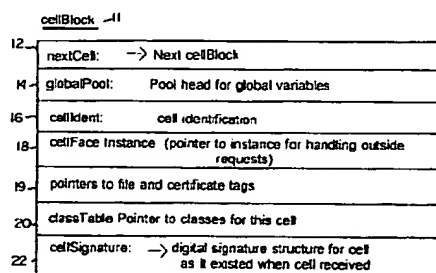 cellBlock 11
12 nextCell: -> Next cellBlock
14 globalPool: Pool head for global variables
16 cellIdent: cell identification
18 cellFace Instance (pointer to instance for handling outside
requests)
19 pointers to file and certificate tags
20 classTable Pointer to classes for this cell
cellSignature: -> digital signature structure for cell
22 as it existed when cell received